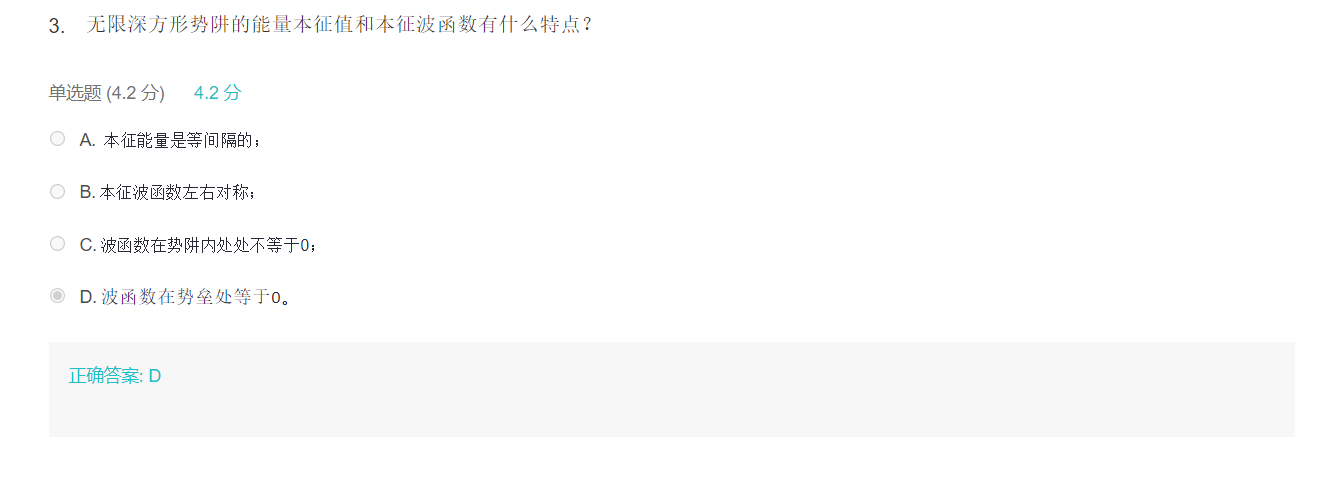 3. 无限深方形势阱的能量本征值和本征波函数有什么特点?
单选题 (4.2 分) 4.2 分
A. 本征能量是等间隔的;
B. 本征波函数左右对称;
C. 波函数在势阱内处处不等于0;
D. 波函数在势垒处等于0。
正确答案: D